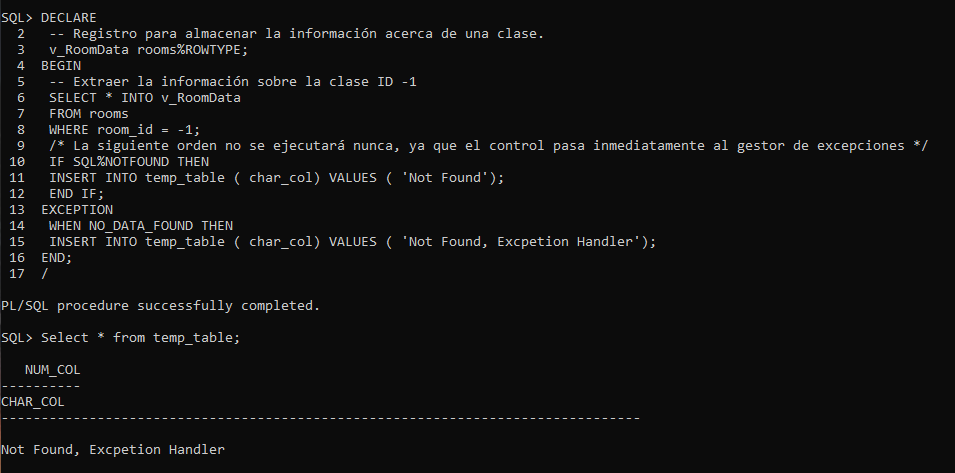 SQL> DECLARE
2 -- Registro para almacenar la información acerca de una clase.
3 v_RoomData rooms%ROWTYPE;
4 BEGIN
5 -- Extraer la información sobre la clase ID -1
6 SELECT * INTO v_RoomData
7 FROM rooms
8 WHERE room_id = -1;
9 /* La siguiente orden no se ejecutará nunca, ya que el control pasa inmediatamente al gestor de excepciones */
10 IF SQL%NOTFOUND THEN
11 INSERT INTO temp_table ( char_col) VALUES ( 'Not Found');
12 END IF;
13 EXCEPTION
14 WHEN NO_DATA_FOUND THEN
15 INSERT INTO temp_table ( char_col) VALUES ( 'Not Found, Excpetion Handler');
16 END;
17 /
PL/SQL procedure successfully completed.
SQL> Select * from temp_table;
NUM_COL
----------
CHAR_COL
--------------------------------------------------------------------------------
Not Found, Excpetion Handler